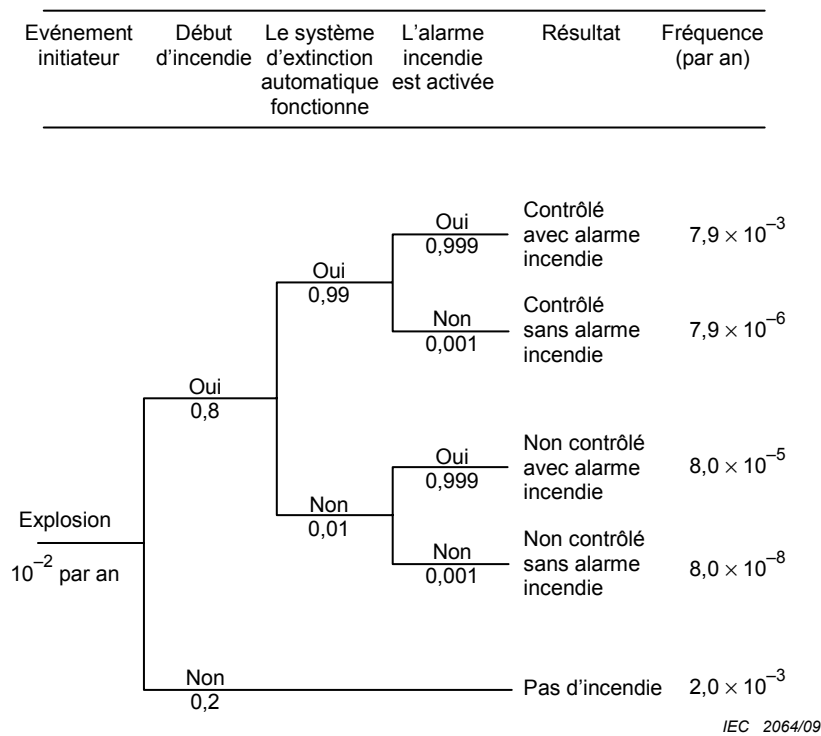 Evénement initiateur
Début d’incendie
Le système d’extinction automatique fonctionne
L’alarme incendie est activée
Résultat
Fréquence (par an)
Oui
0,999
Contrôlé
avec alarme
incendie
7,9 × 10⁻³
Oui
0,99
Non
0,001
Contrôlé
sans alarme
incendie
7,9 × 10⁻⁶
Oui
0,8
Oui
0,999
Non contrôlé
avec alarme
incendie
8,0 × 10⁻⁵
Non
0,01
Explosion
10⁻² par an
Non
0,001
Non contrôlé
sans alarme
incendie
8,0 × 10⁻⁸
Non
0,2
Pas d’incendie
2,0 × 10⁻³
IEC 2064/09